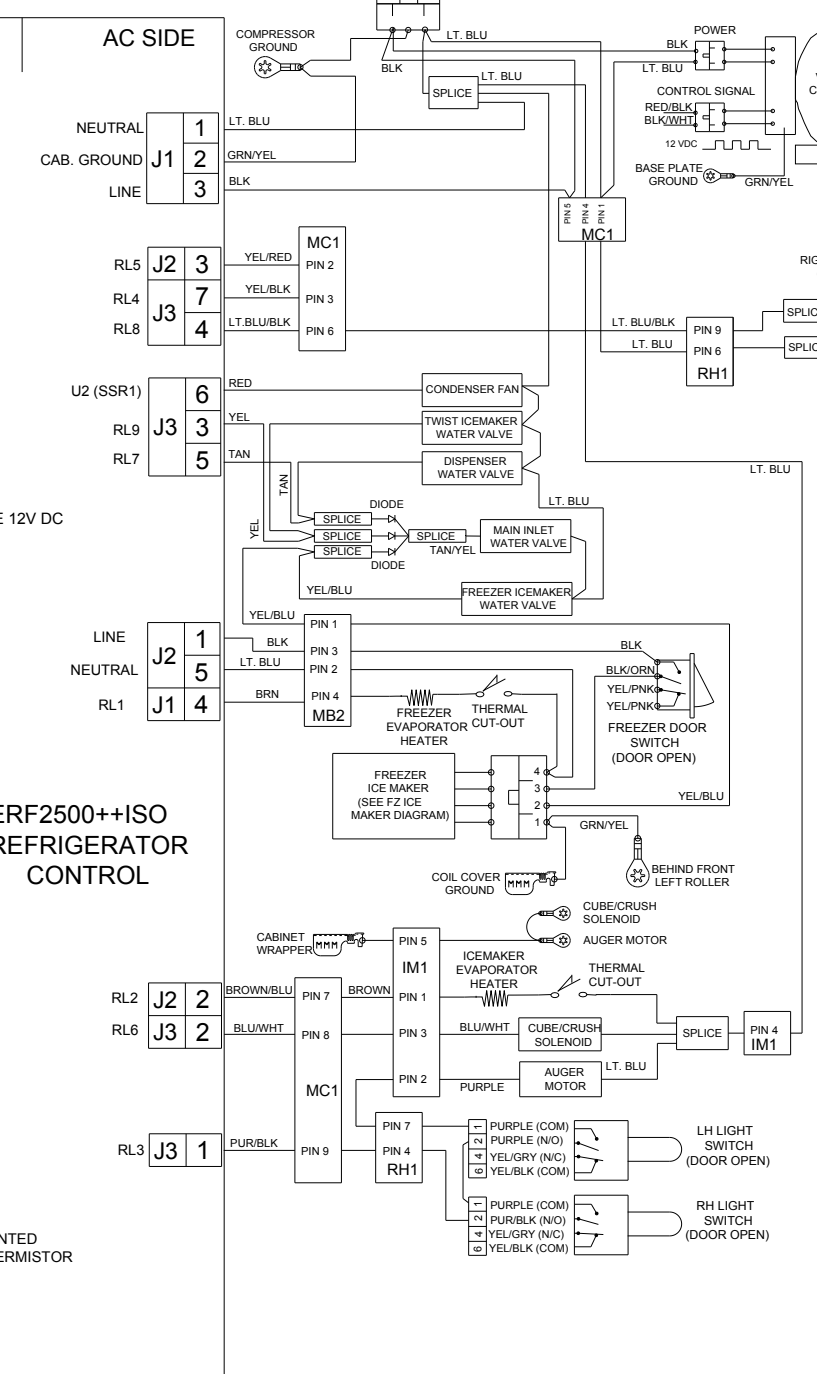 AC SIDE
COMPRESSOR
GROUND
LT. BLU
BLK
LT. BLU
SPLICE
POWER
BLK
LT. BLU
CONTROL SIGNAL
RED/BLK
BLK/WHT
12 VDC
BASE PLATE
GROUND
GRN/YEL
NEUTRAL
CAB. GROUND
LINE
J1
1
2
3
LT. BLU
GRN/YEL
BLK
PIN 5
PIN 4
PIN 1
MC1
RL5
RL4
RL8
J2
3
J3
7
4
YEL/RED
YEL/BLK
LT.BLU/BLK
MC1
PIN 2
PIN 3
PIN 6
LT. BLU/BLK
LT. BLU
PIN 9
PIN 6
RH1
U2 (SSR1)
RL9
RL7
J3
6
3
5
RED
YEL
TAN
CONDENSER FAN
TWIST ICEMAKER
WATER VALVE
DISPENSER
WATER VALVE
LT. BLU
LT. BLU
TAN
YEL
E 12V DC
DIODE
SPLICE
SPLICE
SPLICE
DIODE
SPLICE
TAN/YEL
MAIN INLET
WATER VALVE
YEL/BLU
FREEZER ICEMAKER
WATER VALVE
YEL/BLU
LINE
NEUTRAL
RL1
J2
1
5
J1
4
BLK
LT. BLU
BRN
PIN 1
PIN 3
PIN 2
PIN 4
MB2
FREEZER
EVAPORATOR
HEATER
THERMAL
CUT-OUT
BLK
BLK/ORN
YEL/PNK
YEL/PNK
FREEZER DOOR
SWITCH
(DOOR OPEN)
FREEZER
ICE MAKER
(SEE FZ ICE
MAKER DIAGRAM)
4
3
2
1
YEL/BLU
GRN/YEL
COIL COVER
GROUND
BEHIND FRONT
LEFT ROLLER
ERF2500++ISO
REFRIGERATOR
CONTROL
CABINET
WRAPPER
CUBE/CRUSH
SOLENOID
AUGER MOTOR
PIN 5
IM1
PIN 1
PIN 3
PIN 2
ICEMAKER
EVAPORATOR
HEATER
THERMAL
CUT-OUT
RL2
RL6
J2
2
J3
2
BROWN/BLU
BLU/WHT
PIN 7
PIN 8
MC1
PIN 9
BROWN
BLU/WHT
CUBE/CRUSH
SOLENOID
SPLICE
PIN 4
IM1
PURPLE
AUGER
MOTOR
LT. BLU
RL3
J3
1
PUR/BLK
PIN 7
PIN 4
RH1
1
2
4
6
PURPLE (COM)
PURPLE (N/O)
YEL/GRY (N/C)
YEL/BLK (COM)
LH LIGHT
SWITCH
(DOOR OPEN)
1
2
4
6
PURPLE (COM)
PUR/BLK (N/O)
YEL/GRY (N/C)
YEL/BLK (COM)
RH LIGHT
SWITCH
(DOOR OPEN)